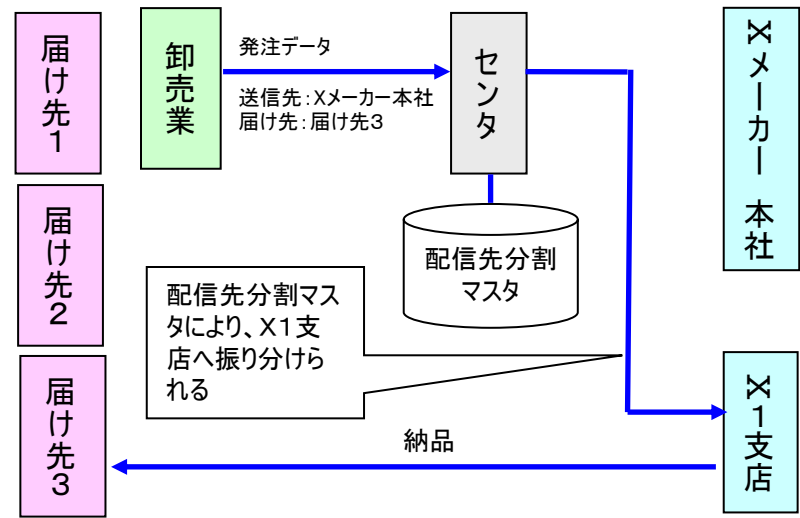 届け先1
卸売業
発注データ
送信先:Xメーカー本社
届け先:届け先3
センタ
Xメーカー 本社
届け先2
配信先分割
マスタ
配信先分割マス
タにより、X1支
店へ振り分けら
れる
届け先3
納品
X1支店